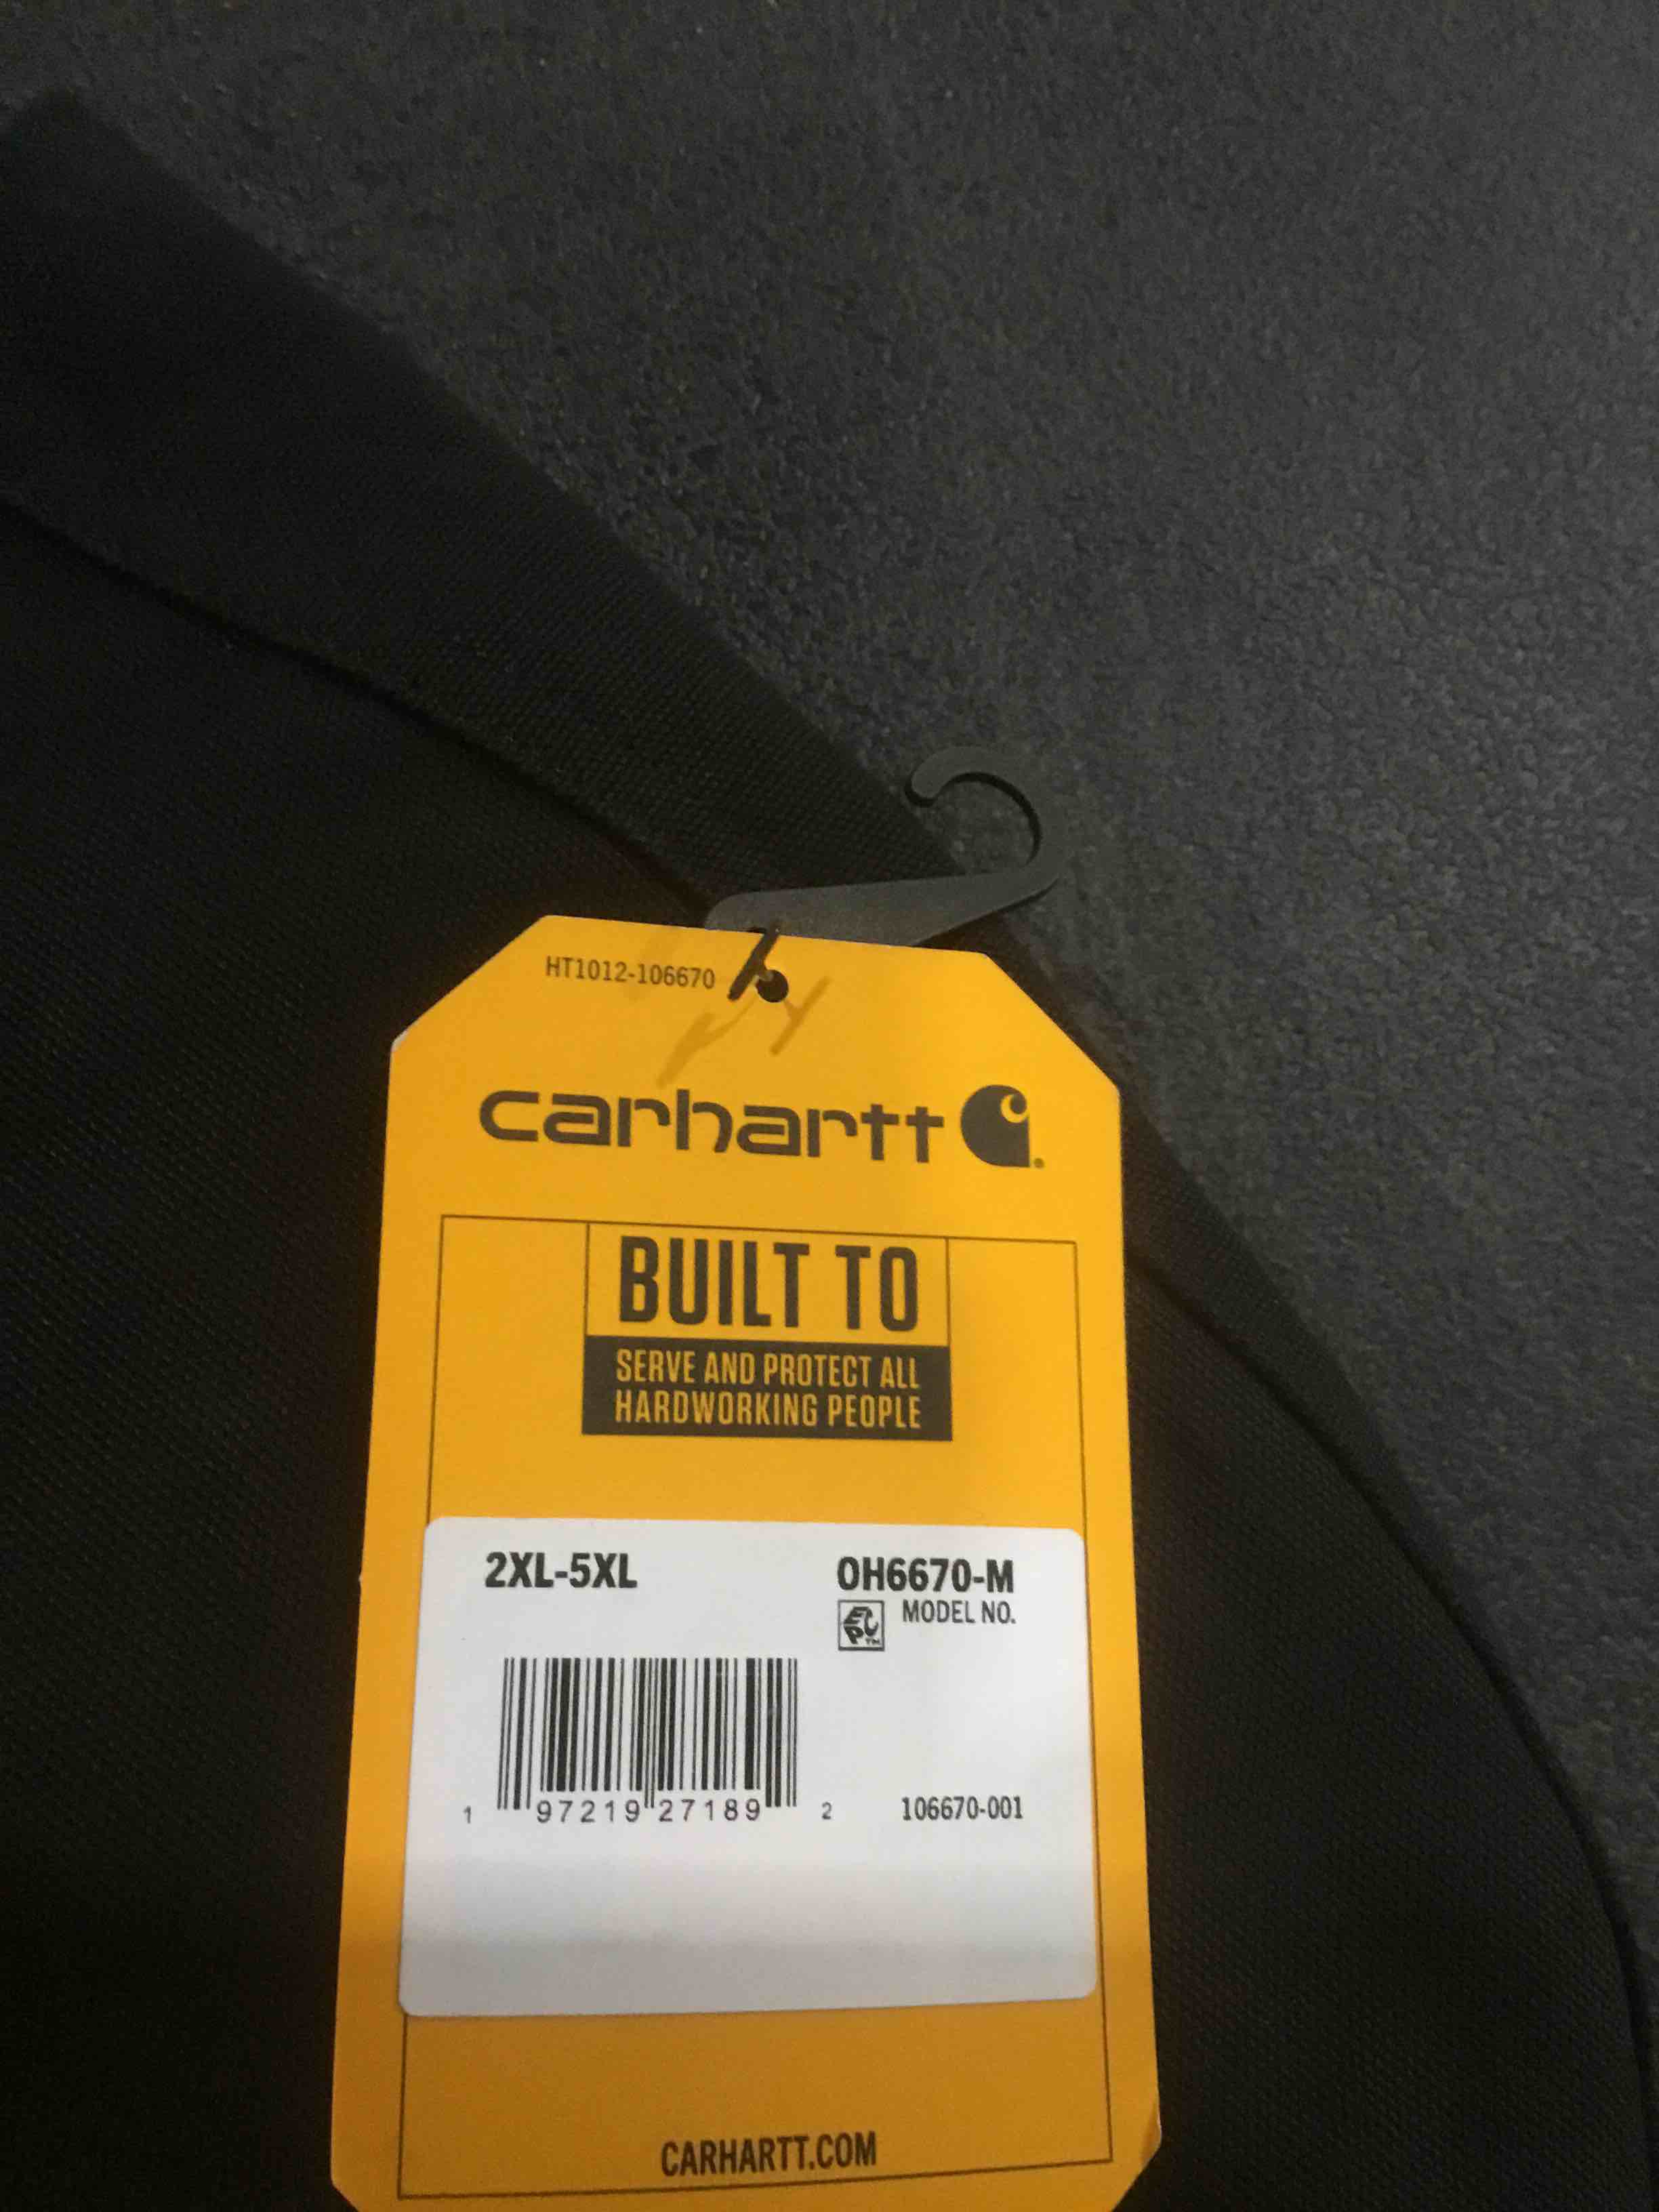 HT1012-106670
carhartt
BUILT TO
SERVE AND PROTECT ALL
HARDWORKING PEOPLE
2XL-5XL
OH6670-M
MODEL NO.
1 97219 27189 2
106670-001
CARHARTT.COM